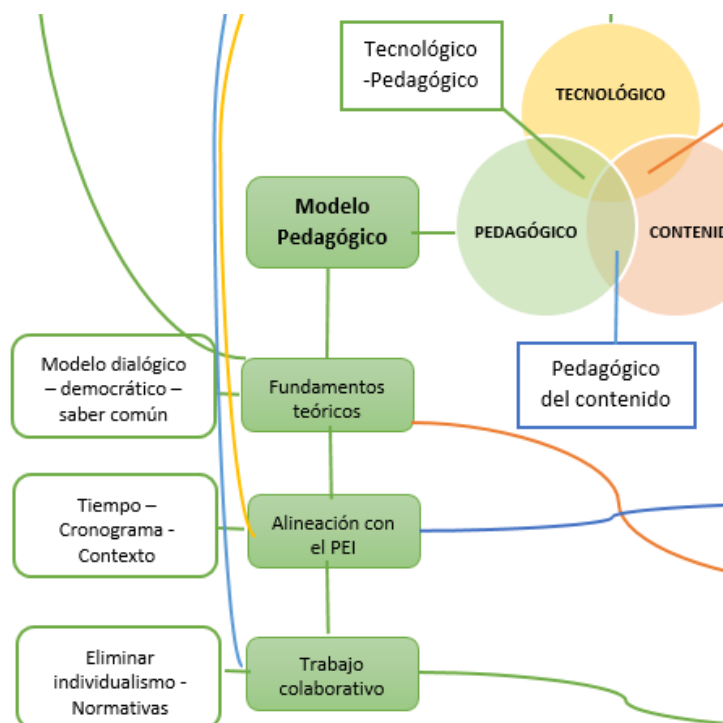 Tecnológico
-Pedagógico
TECNOLÓGICO
Modelo
Pedagógico
PEDAGÓGICO
CONTENID
Pedagógico
del contenido
Modelo dialógico
– democrático –
saber común
Fundamentos
teóricos
Tiempo –
Cronograma -
Contexto
Alineación con
el PEI
Eliminar
individualismo -
Normativas
Trabajo
colaborativo